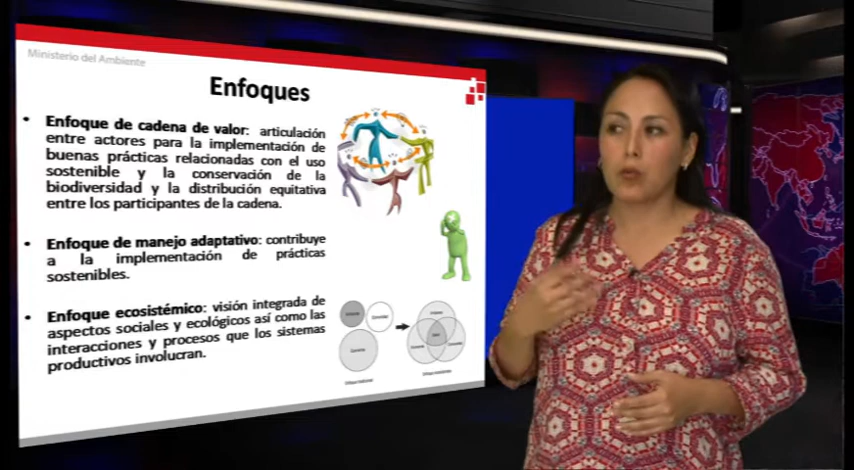 Ministerio del Ambiente
Enfoques
• Enfoque de cadena de valor: articulación
entre actores para la implementación de
buenas prácticas relacionadas con el uso
sostenible y la conservación de la
biodiversidad y la distribución equitativa
entre los participantes de la cadena.
• Enfoque de manejo adaptativo: contribuye
a la implementación de prácticas
sostenibles.
• Enfoque ecosistémico: visión integrada de
aspectos sociales y ecológicos así como las
interacciones y procesos que los sistemas
productivos involucran.